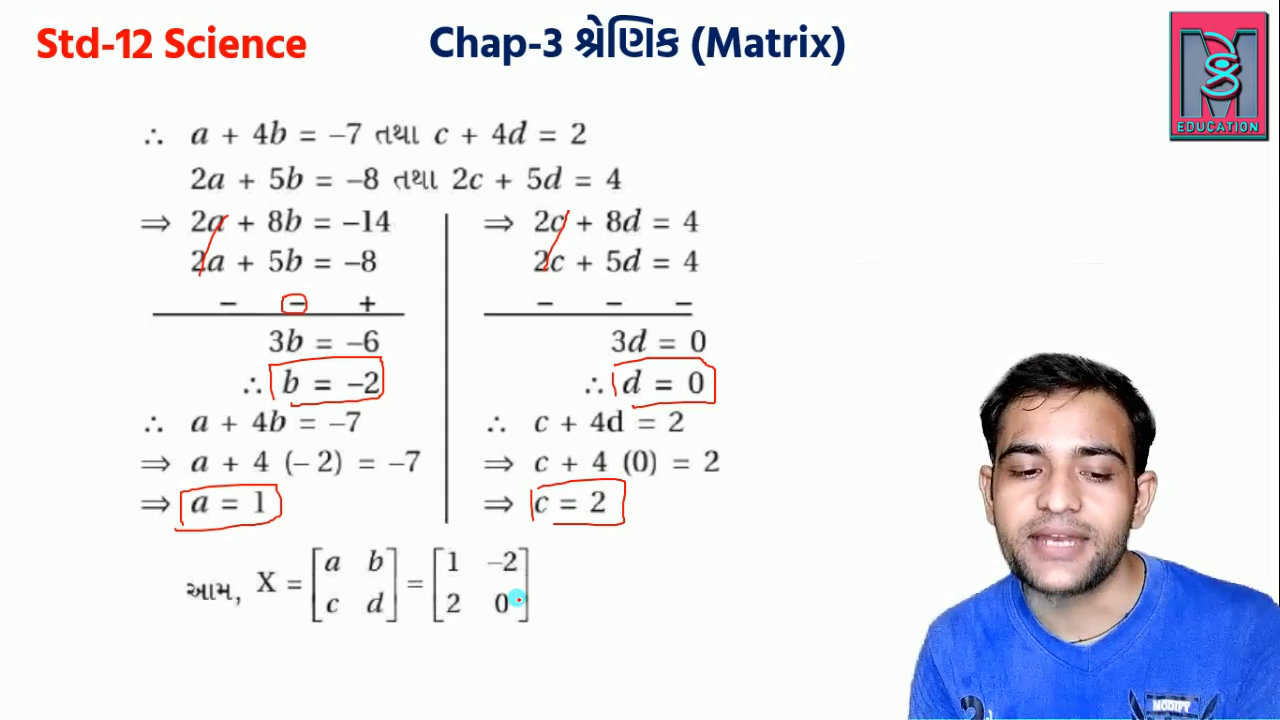 Std-12 Science
Chap-3 શ્રેણિક (Matrix)
EDUCATION
∴ a + 4b = –7 તથા c + 4d = 2
2a + 5b = –8 તથા 2c + 5d = 4
⇒ 2a + 8b = –14
2a + 5b = –8
– – +
3b = –6
∴ b = –2
∴ a + 4b = –7
⇒ a + 4 (– 2) = –7
⇒ a = 1
⇒ 2c + 8d = 4
2c + 5d = 4
– – –
3d = 0
∴ d = 0
∴ c + 4d = 2
⇒ c + 4 (0) = 2
⇒ c = 2
આમ, X = [a b] = [1 –2]
[c d] [2 0]
MODIFY